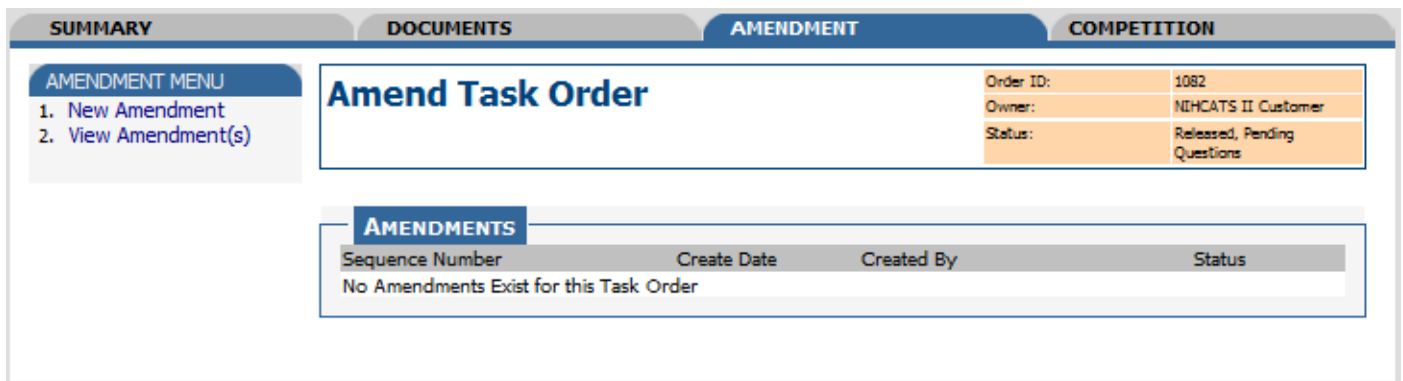 SUMMARY DOCUMENTS AMENDMENT COMPETITION
AMENDMENT MENU
1. New Amendment
2. View Amendment(s)
Amend Task Order
Order ID: 1082
Owner: NIHCATS II Customer
Status: Released, Pending
Questions
AMENDMENTS
Sequence Number Create Date Created By Status
No Amendments Exist for this Task Order